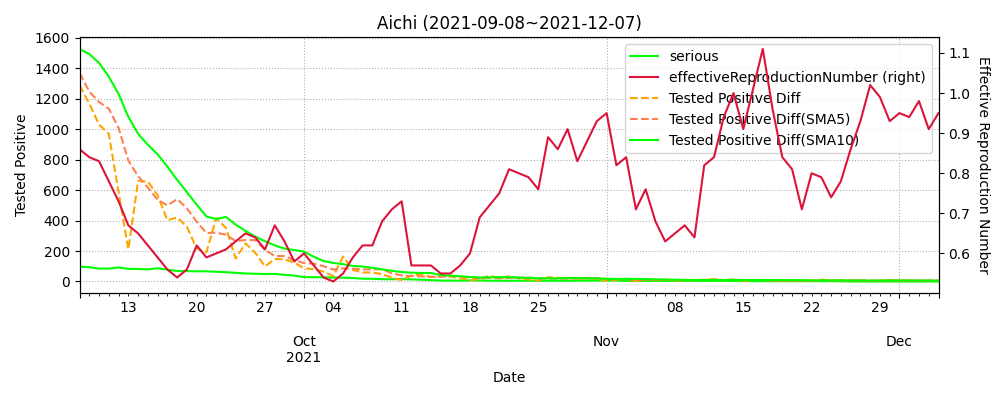 Aichi (2021-09-08~2021-12-07)
Tested Positive
1600
1400
1200
1000
800
600
400
200
0
serious
effectiveReproductionNumber (right)
Tested Positive Diff
Tested Positive Diff(SMA5)
Tested Positive Diff(SMA10)
1.1
1.0
0.9
0.8
0.7
0.6
Effective Reproduction Number
13 20 27 04 11 18 25 08 15 22 29
Oct Nov Dec
2021
Date